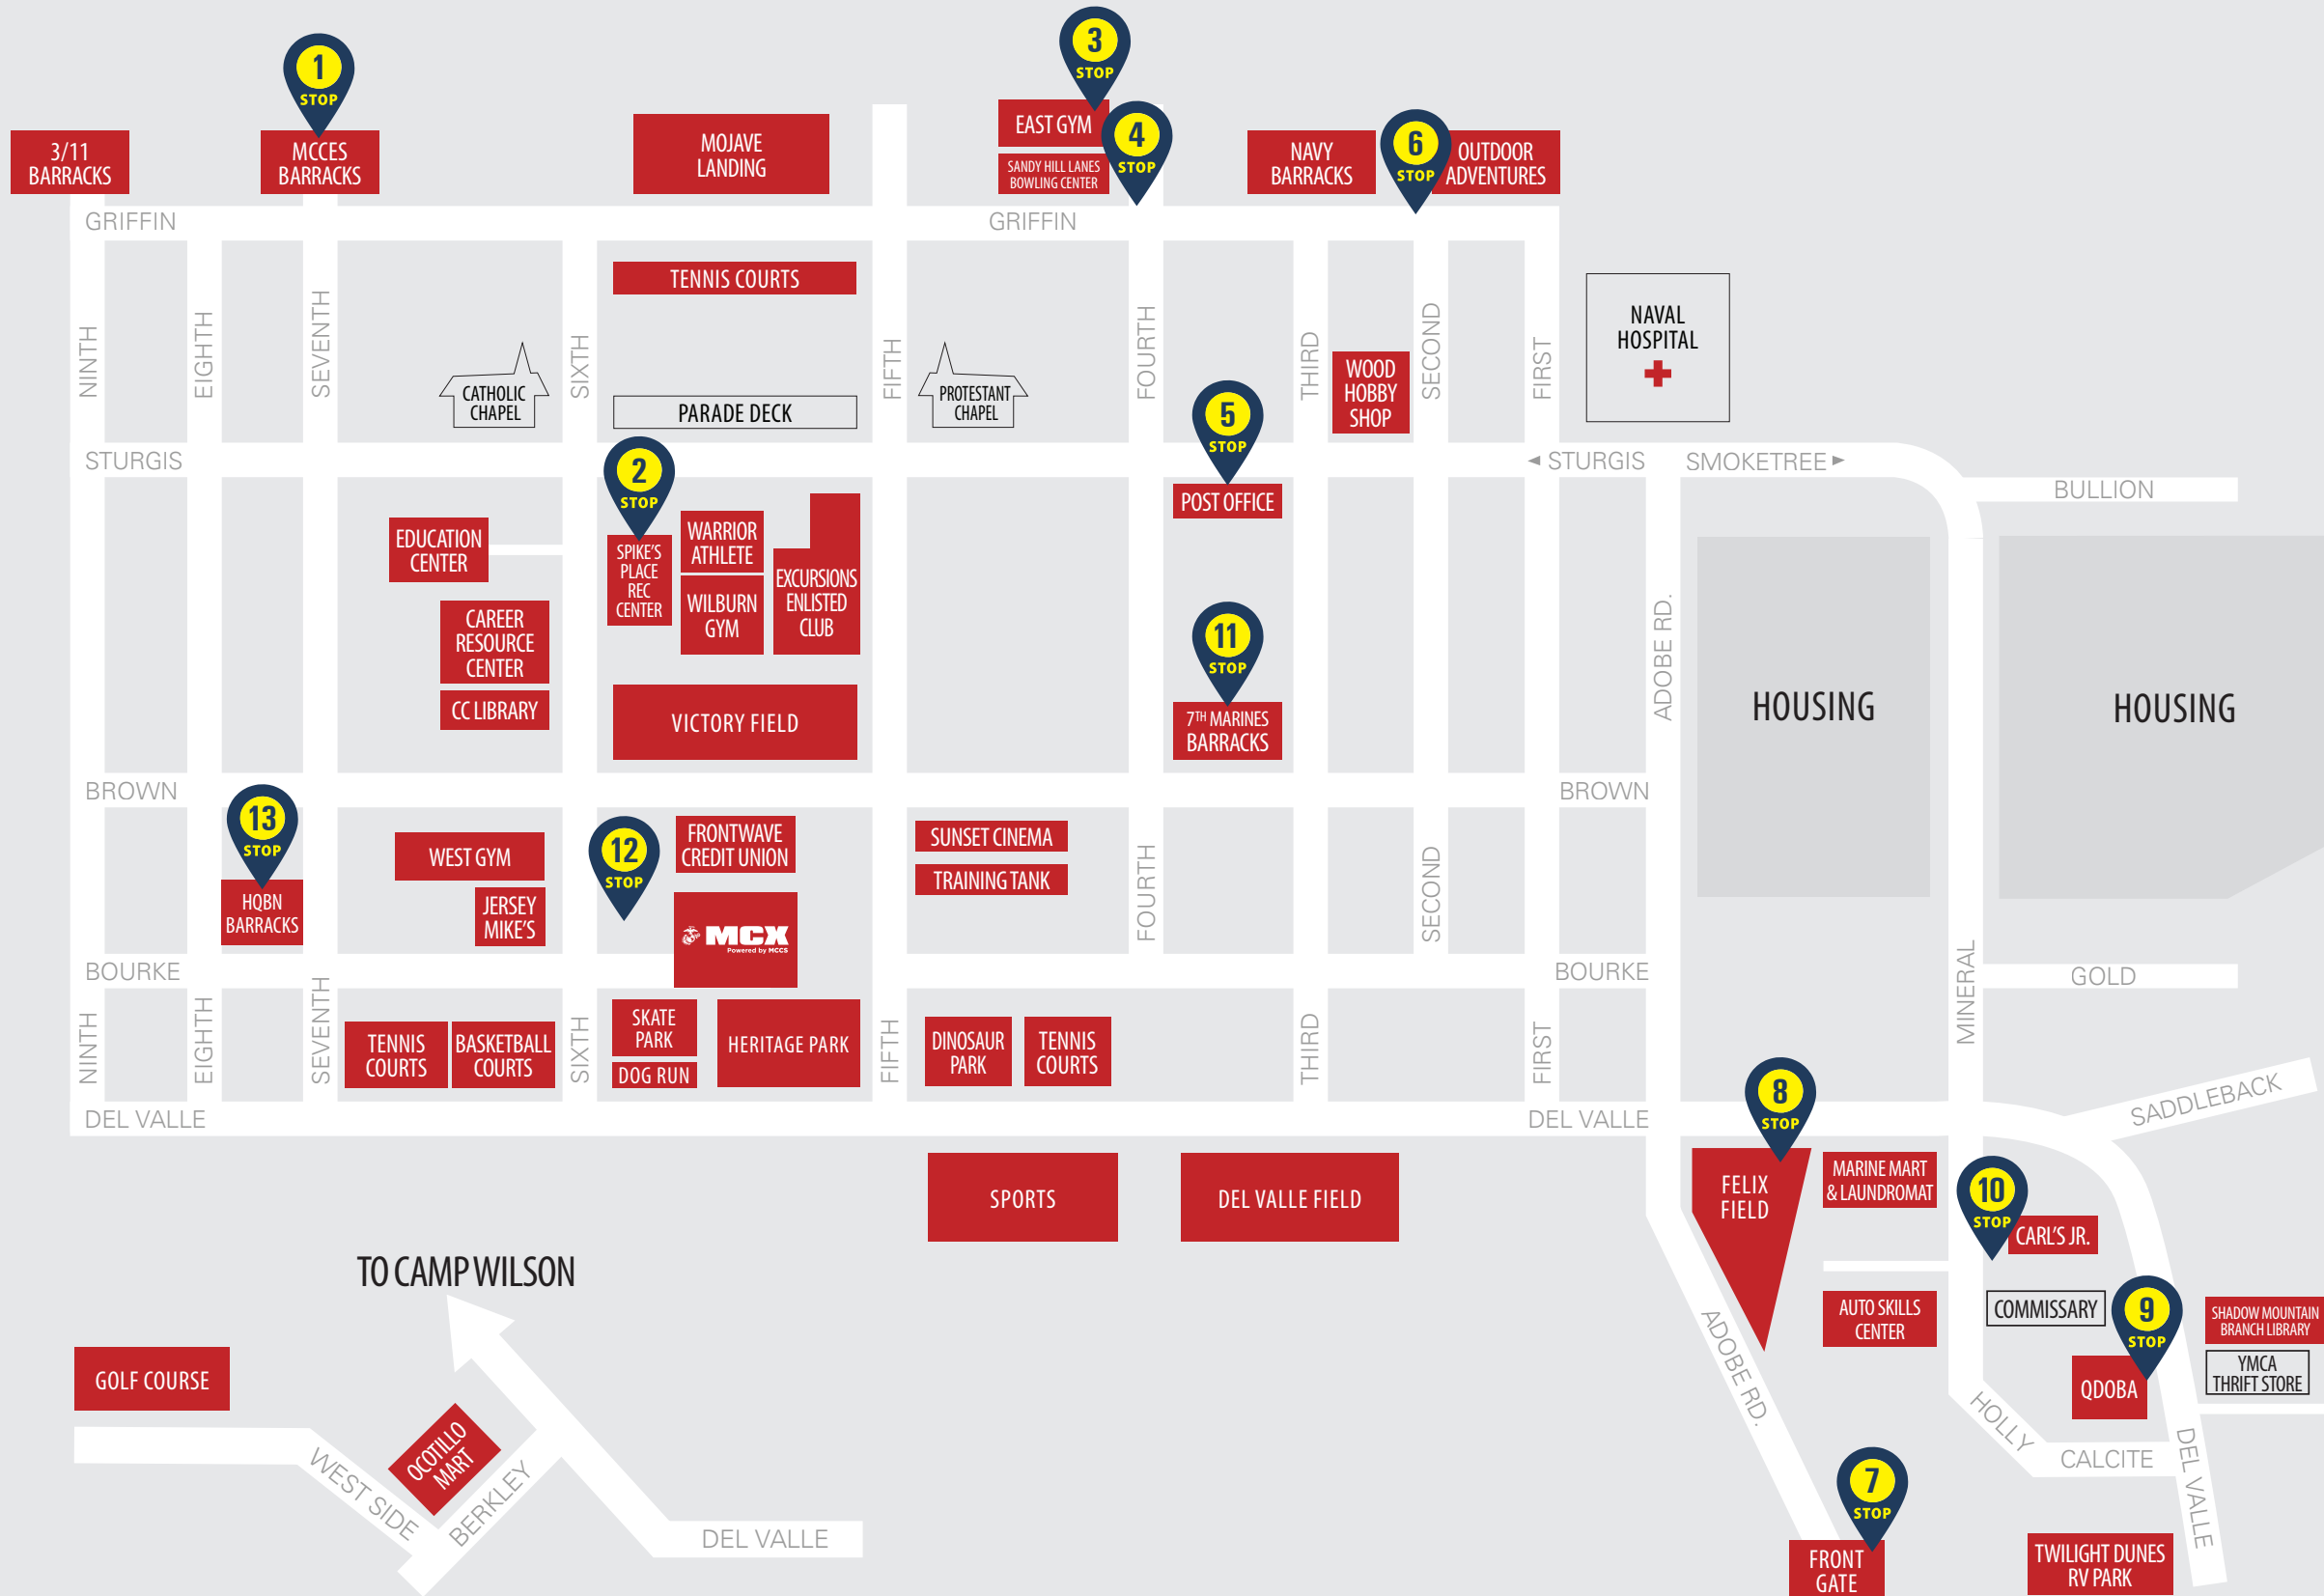 1
STOP
3
STOP
4
STOP
6
STOP
3/11
BARRACKS
MCCES
BARRACKS
MOJAVE
LANDING
EAST GYM
SANDY HILL LANES
BOWLING CENTER
NAVY
BARRACKS
OUTDOOR
ADVENTURES
GRIFFIN
GRIFFIN
TENNIS COURTS
NINTH
EIGHTH
SEVENTH
SIXTH
FIFTH
FOURTH
THIRD
SECOND
FIRST
NAVAL
HOSPITAL
WOOD
HOBBY
SHOP
CATHOLIC
CHAPEL
PARADE DECK
PROTESTANT
CHAPEL
5
STOP
2
STOP
STURGIS
STURGIS
SMOKETREE
BULLION
POST OFFICE
EDUCATION
CENTER
SPIKE'S
PLACE
REC
CENTER
WARRIOR
ATHLETE
WILBURN
GYM
EXCURSIONS
ENLISTED
CLUB
CAREER
RESOURCE
CENTER
CC LIBRARY
VICTORY FIELD
11
STOP
7TH MARINES
BARRACKS
ADOBE RD.
HOUSING
HOUSING
BROWN
BROWN
13
STOP
HQBN
BARRACKS
WEST GYM
JERSEY
MIKE'S
12
STOP
FRONTWAVE
CREDIT UNION
MCX
Powered by MCCS
SUNSET CINEMA
TRAINING TANK
FOURTH
SECOND
BOURKE
BOURKE
MINERAL
GOLD
NINTH
EIGHTH
SEVENTH
TENNIS
COURTS
BASKETBALL
COURTS
SIXTH
SKATE
PARK
DOG RUN
HERITAGE PARK
FIFTH
DINOSAUR
PARK
TENNIS
COURTS
THIRD
FIRST
DEL VALLE
DEL VALLE
SADDLEBACK
8
STOP
FELIX
FIELD
MARINE MART
& LAUNDROMAT
10
STOP
CARL'S JR.
SPORTS
DEL VALLE FIELD
TO CAMP WILSON
AUTO SKILLS
CENTER
COMMISSARY
9
STOP
QDOBA
SHADOW MOUNTAIN
BRANCH LIBRARY
YMCA
THRIFT STORE
ADOBE RD.
HOLLY
CALCITE
DEL VALLE
GOLF COURSE
OCOTILLO
MART
WEST SIDE
BERKLEY
DEL VALLE
7
STOP
FRONT
GATE
TWILIGHT DUNES
RV PARK